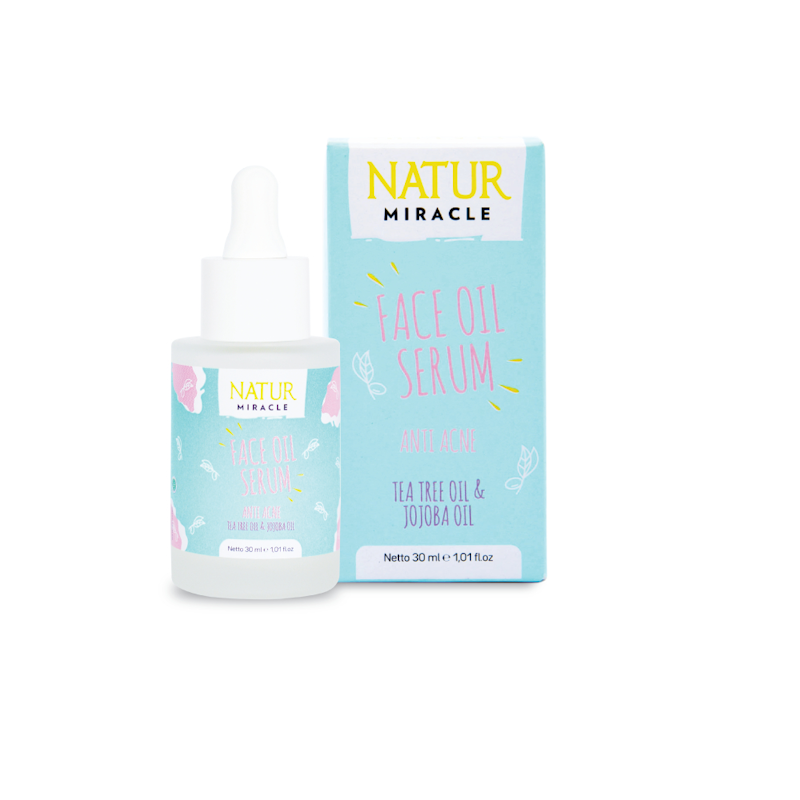 NATUR
MIRACLE
FACE OIL
SERUM
ANTI ACNE
TEA TREE OIL &
JOJOBA OIL
Netto 30 ml e 1,01 fl.oz
NATUR
MIRACLE
FACE OIL
SERUM
ANTI ACNE
TEA TREE OIL & JOJOBA OIL
Netto 30 ml e 1,01 fl.oz